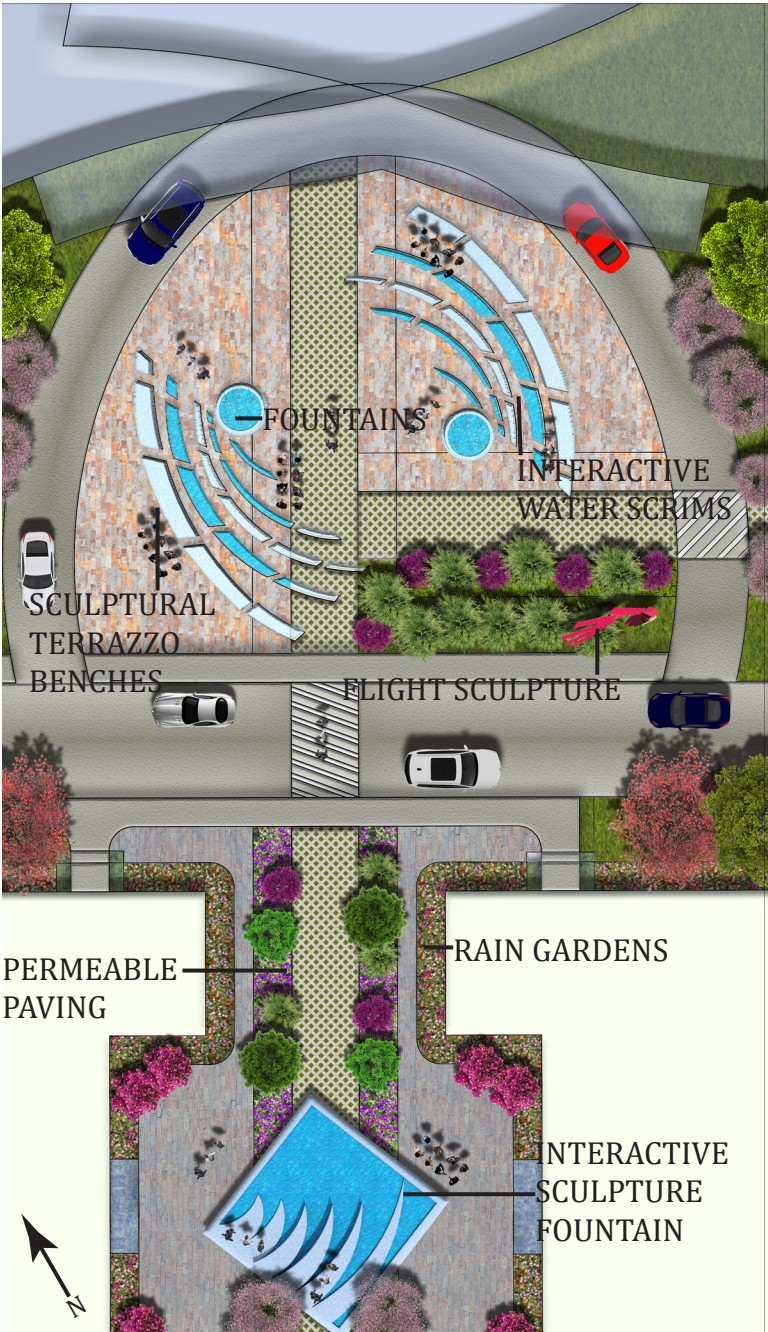 FOUNTAINS
INTERACTIVE
WATER SCRIMS
SCULPTURAL
TERRAZZO
BENCHES
FLIGHT SCULPTURE
PERMEABLE
PAVING
RAIN GARDENS
INTERACTIVE
SCULPTURE
FOUNTAIN
N